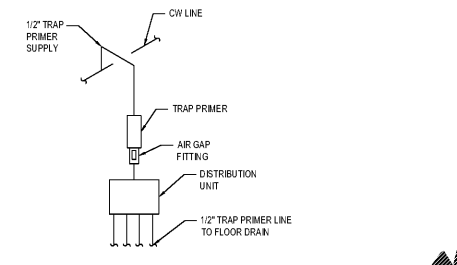 CW LINE
1/2" TRAP
PRIMER
SUPPLY
TRAP PRIMER
AIR GAP
FITTING
DISTRIBUTION
UNIT
1/2" TRAP PRIMER LINE
TO FLOOR DRAIN